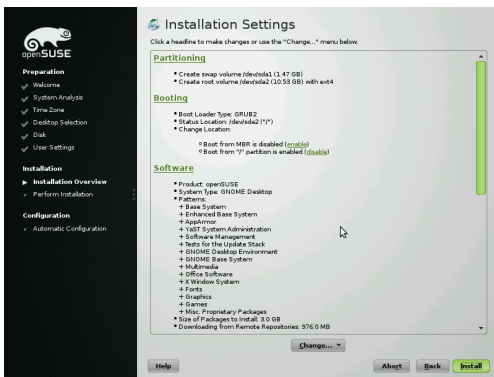 openSUSE
Preparation
Welcome
System Analysis
Time Zone
Desktop Selection
Disk
User Settings
Installation
Installation Overview
Perform Installation
Configuration
Automatic Configuration
Installation Settings
Click a headline to make changes or use the "Change..." menu below.
Partitioning
• Create swap volume /dev/sda1 (1.47 GB)
• Create root volume /dev/sda2 (10.53 GB) with ext4
Booting
• Boot Loader Type: GRUB2
• Status Location: /dev/sda2 ("/")
• Change Location:
○ Boot from MBR is disabled (enable)
○ Boot from "/" partition is enabled (disable)
Software
• Product: openSUSE
• System Type: GNOME Desktop
• Patterns:
+ Base System
+ Enhanced Base System
+ AppArmor
+ YaST System Administration
+ Software Management
+ Tests for the Update Stack
+ GNOME Desktop Environment
+ GNOME Base System
+ Multimedia
+ Office Software
+ X Window System
+ Fonts
+ Graphics
+ Games
+ Misc. Proprietary Packages
• Size of Packages to Install: 3.0 GB
• Downloading from Remote Repositories: 976.0 MB
Change...
Help
Abort
Back
Install